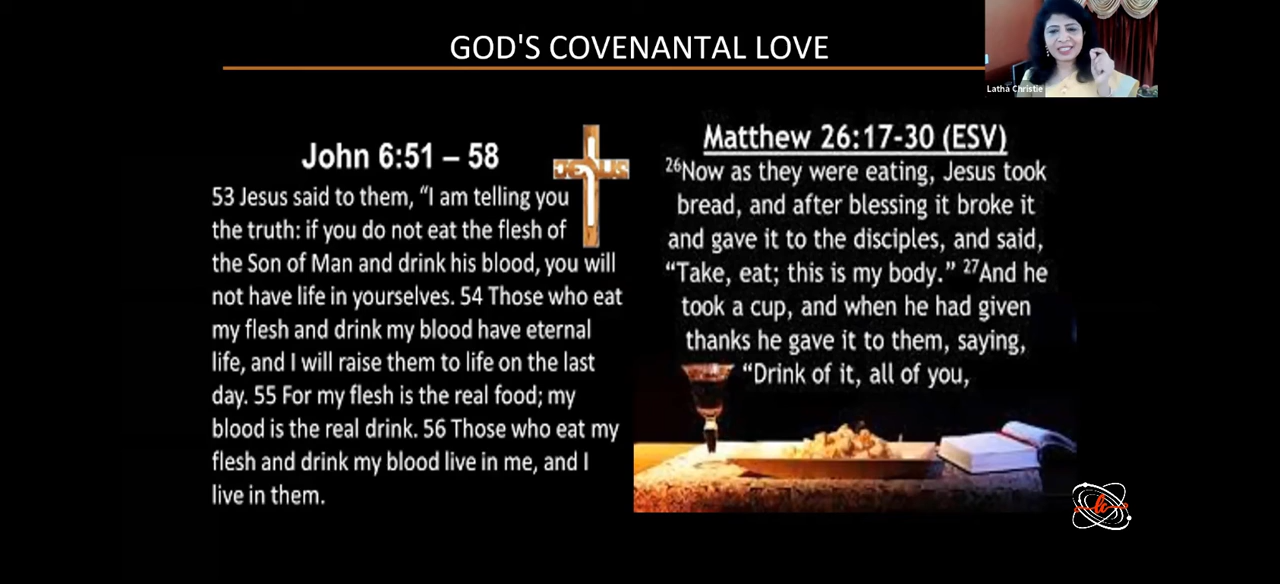 GOD'S COVENANTAL LOVE
Latha Christie
John 6:51 – 58
JESUS
53 Jesus said to them, “I am telling you
the truth: if you do not eat the flesh of
the Son of Man and drink his blood, you will
not have life in yourselves. 54 Those who eat
my flesh and drink my blood have eternal
life, and I will raise them to life on the last
day. 55 For my flesh is the real food; my
blood is the real drink. 56 Those who eat my
flesh and drink my blood live in me, and I
live in them.
Matthew 26:17-30 (ESV)
26Now as they were eating, Jesus took
bread, and after blessing it broke it
and gave it to the disciples, and said,
“Take, eat; this is my body.” 27And he
took a cup, and when he had given
thanks he gave it to them, saying,
“Drink of it, all of you,
lc